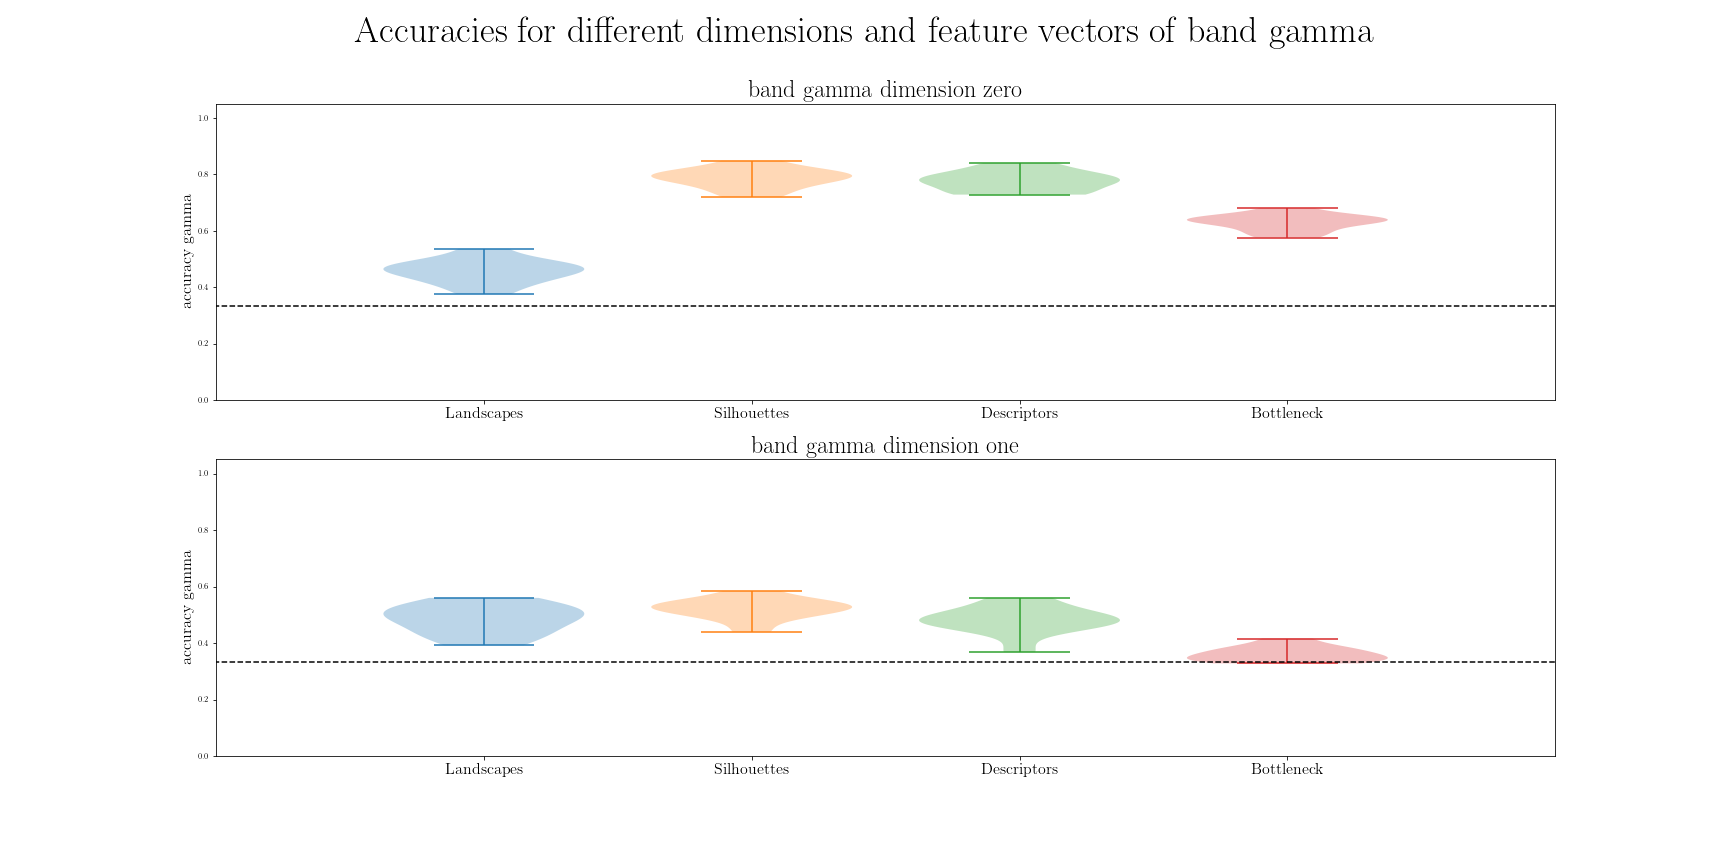 Accuracies for different dimensions and feature vectors of band gamma
band gamma dimension zero
accuracy gamma
1.0
0.8
0.6
0.4
0.2
0.0
Landscapes Silhouettes Descriptors Bottleneck
band gamma dimension one
accuracy gamma
1.0
0.8
0.6
0.4
0.2
0.0
Landscapes Silhouettes Descriptors Bottleneck